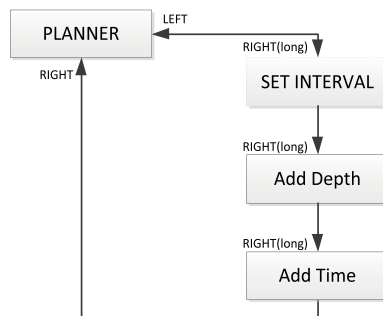 LEFT
PLANNER
RIGHT(long)
RIGHT
SET INTERVAL
RIGHT(long)
Add Depth
RIGHT(long)
Add Time